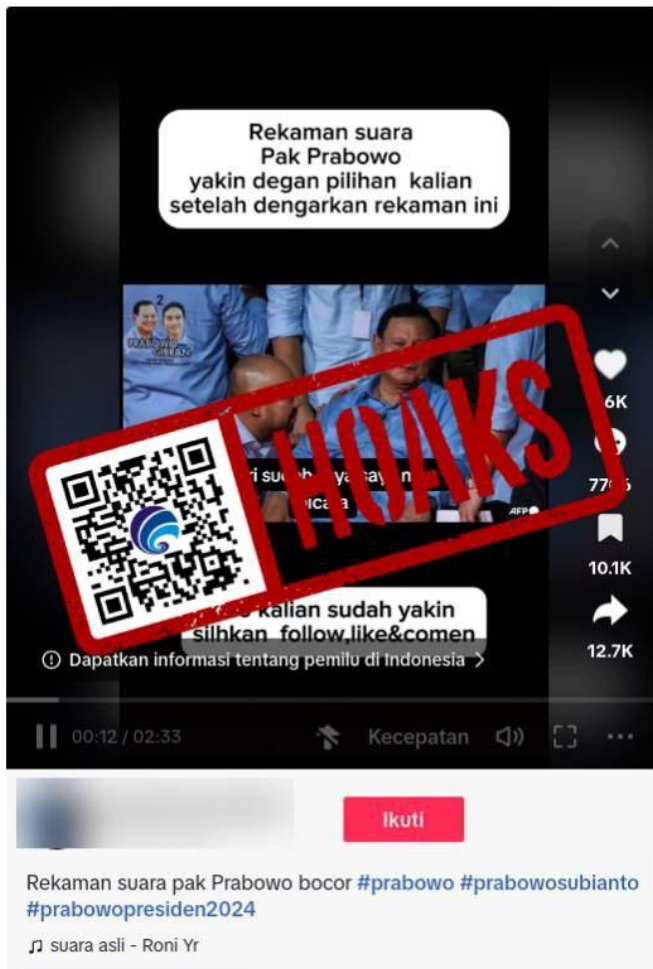 Rekaman suara
Pak Prabowo
yakin degan pilihan kalian
setelah dengarkan rekaman ini
2
PRABOWO
GIBRAN
HOAKS
6K
10.1K
AFP
kalian sudah yakin
silhkan follow,like&comen
Dapatkan informasi tentang pemilu di Indonesia
12.7K
00:12 / 02:33
Kecepatan
Ikuti
Rekaman suara pak Prabowo bocor #prabowo #prabowosubianto
#prabowopresiden2024
suara asli - Roni Yr